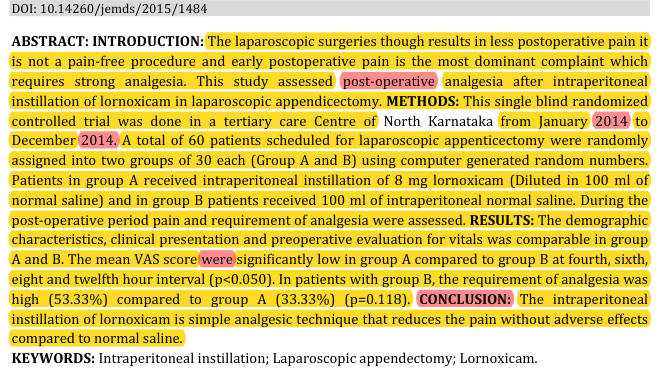 DOI: 10.14260/jemds/2015/1484
ABSTRACT: INTRODUCTION: The laparoscopic surgeries though results in less postoperative pain it
is not a pain-free procedure and early postoperative pain is the most dominant complaint which
requires strong analgesia. This study assessed post-operative analgesia after intraperitoneal
instillation of lornoxicam in laparoscopic appendicectomy. METHODS: This single blind randomized
controlled trial was done in a tertiary care Centre of North Karnataka from January 2014 to
December 2014. A total of 60 patients scheduled for laparoscopic appenticectomy were randomly
assigned into two groups of 30 each (Group A and B) using computer generated random numbers.
Patients in group A received intraperitoneal instillation of 8 mg lornoxicam (Diluted in 100 ml of
normal saline) and in group B patients received 100 ml of intraperitoneal normal saline. During the
post-operative period pain and requirement of analgesia were assessed. RESULTS: The demographic
characteristics, clinical presentation and preoperative evaluation for vitals was comparable in group
A and B. The mean VAS score were significantly low in group A compared to group B at fourth, sixth,
eight and twelfth hour interval (p<0.050). In patients with group B, the requirement of analgesia was
high (53.33%) compared to group A (33.33%) (p=0.118). CONCLUSION: The intraperitoneal
instillation of lornoxicam is simple analgesic technique that reduces the pain without adverse effects
compared to normal saline.
KEYWORDS: Intraperitoneal instillation; Laparoscopic appendectomy; Lornoxicam.